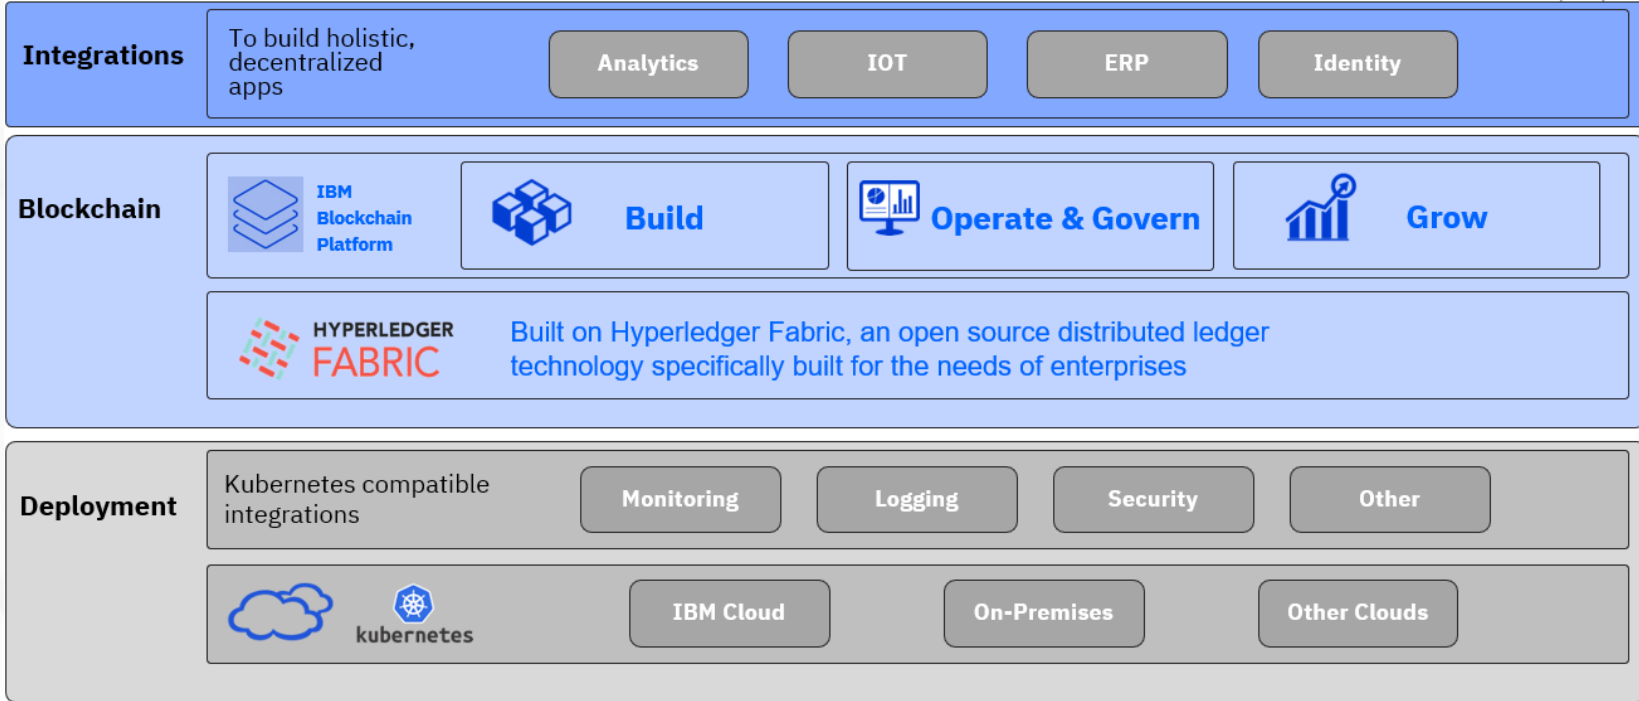 Integrations
To build holistic,
decentralized
apps
Analytics
IOT
ERP
Identity
Blockchain
IBM
Blockchain
Platform
Build
Operate & Govern
Grow
HYPERLEDGER
FABRIC
Built on Hyperledger Fabric, an open source distributed ledger
technology specifically built for the needs of enterprises
Deployment
Kubernetes compatible
integrations
Monitoring
Logging
Security
Other
kubernetes
IBM Cloud
On-Premises
Other Clouds